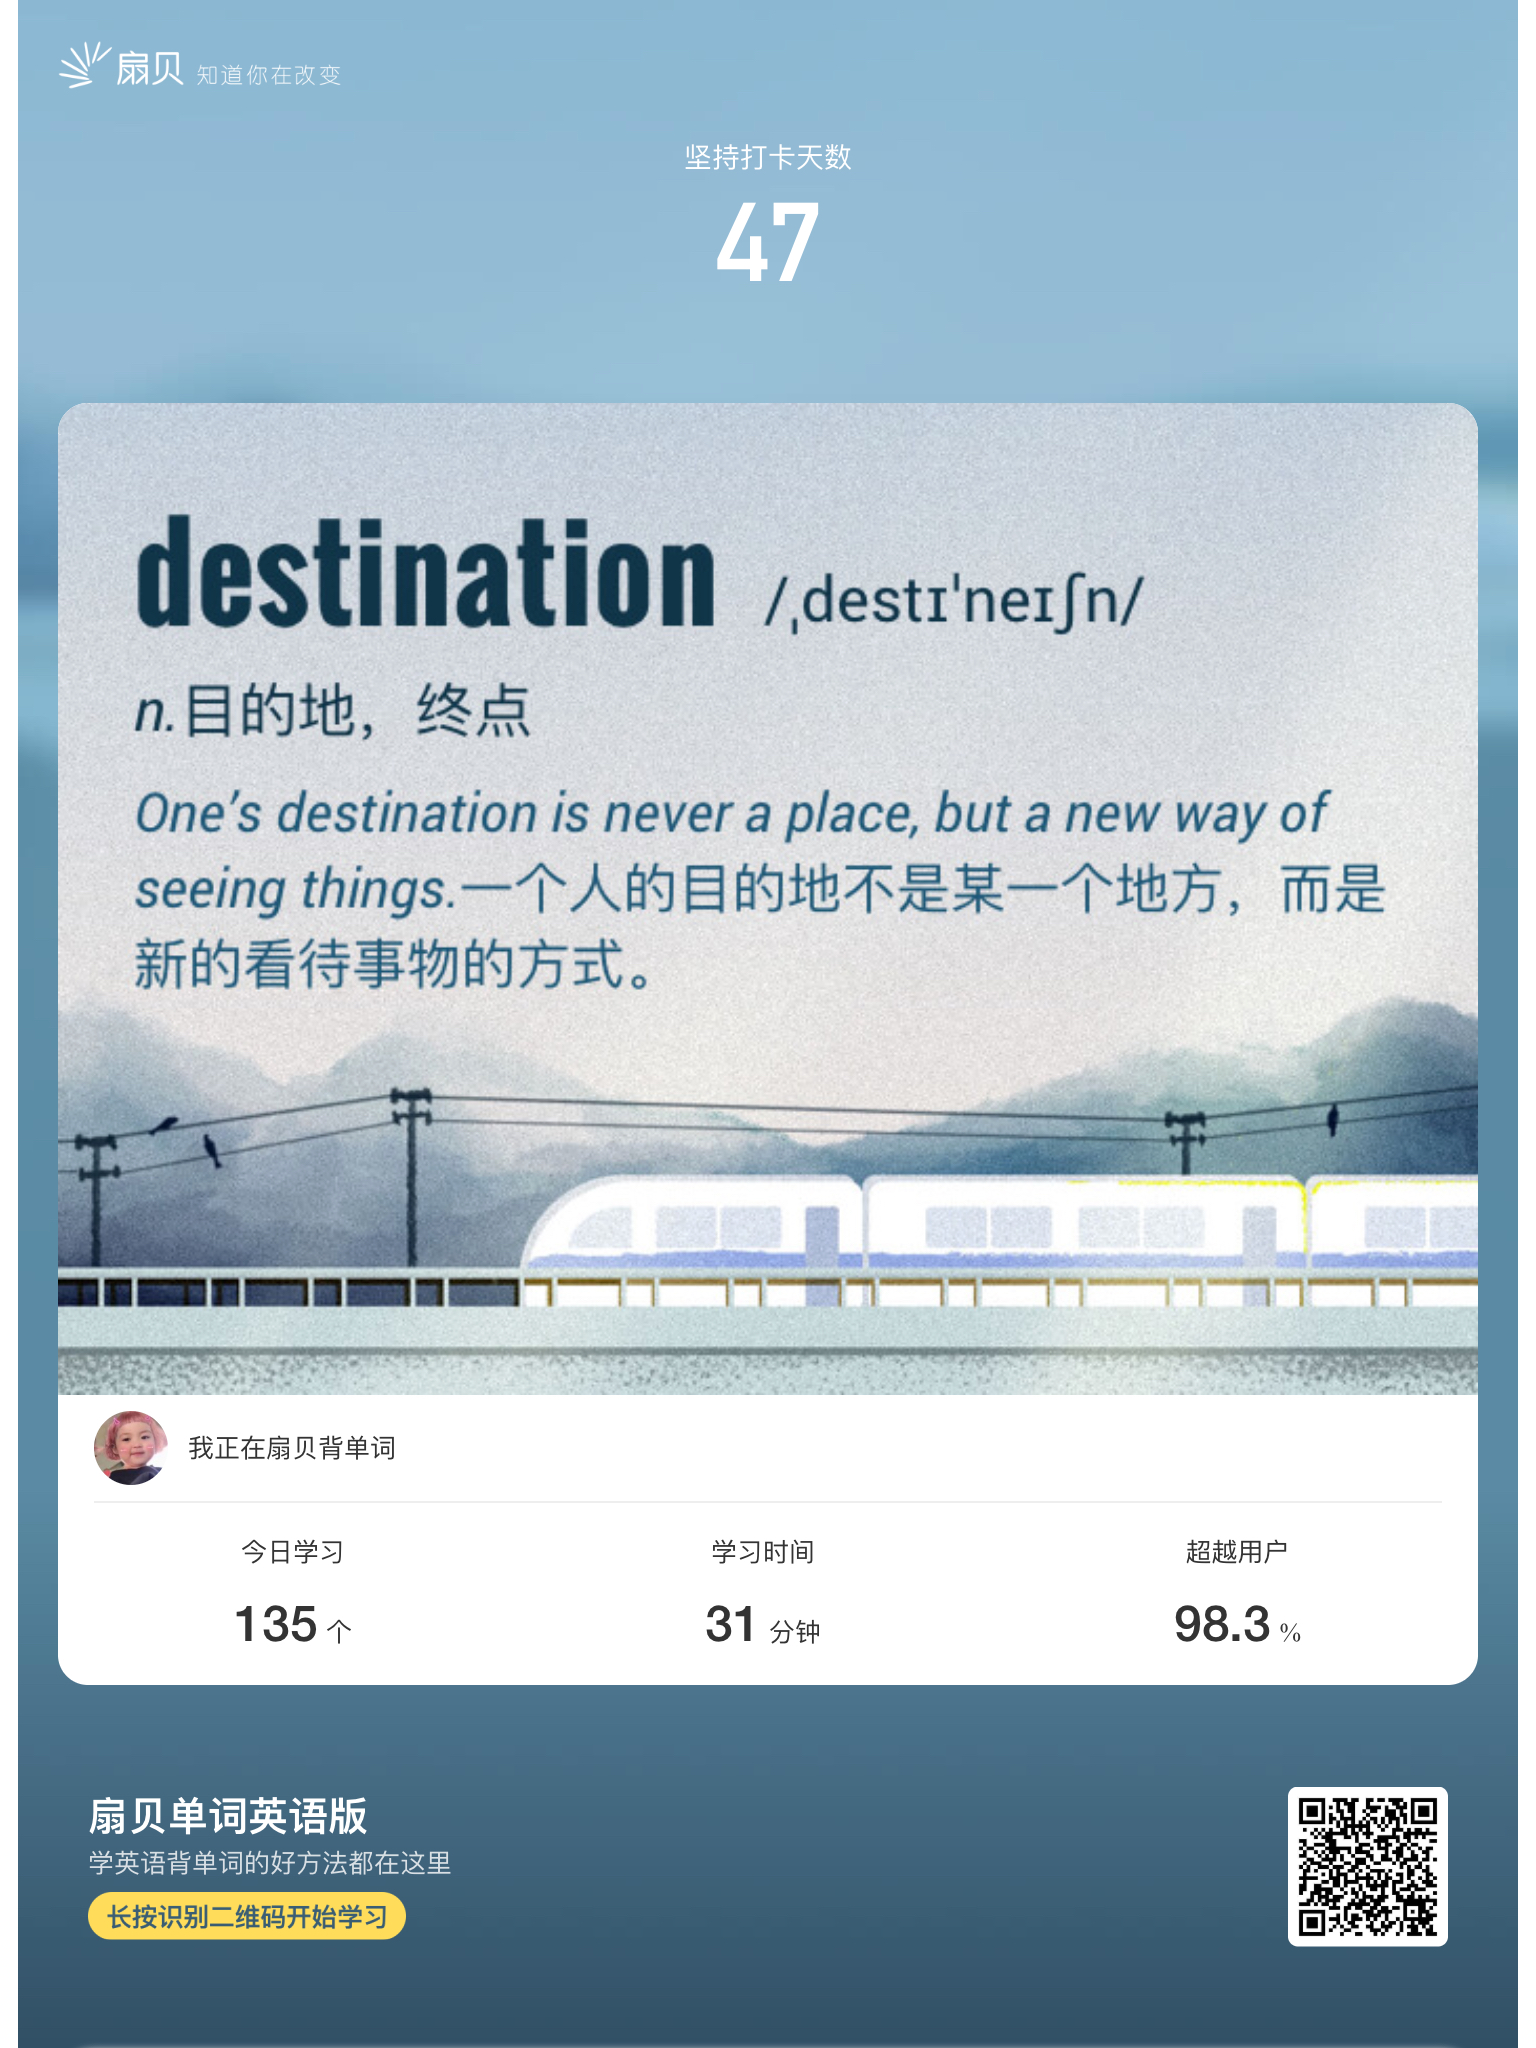 扇贝 知道你在改变
坚持打卡天数
47
destination /ˌdestɪˈneɪʃn/
n.目的地，终点
One’s destination is never a place, but a new way of
seeing things.一个人的目的地不是某一个地方，而是
新的看待事物的方式。
我正在扇贝背单词
今日学习 学习时间 超越用户
135 个 31 分钟 98.3 %
扇贝单词英语版
学英语背单词的好方法都在这里
长按识别二维码开始学习